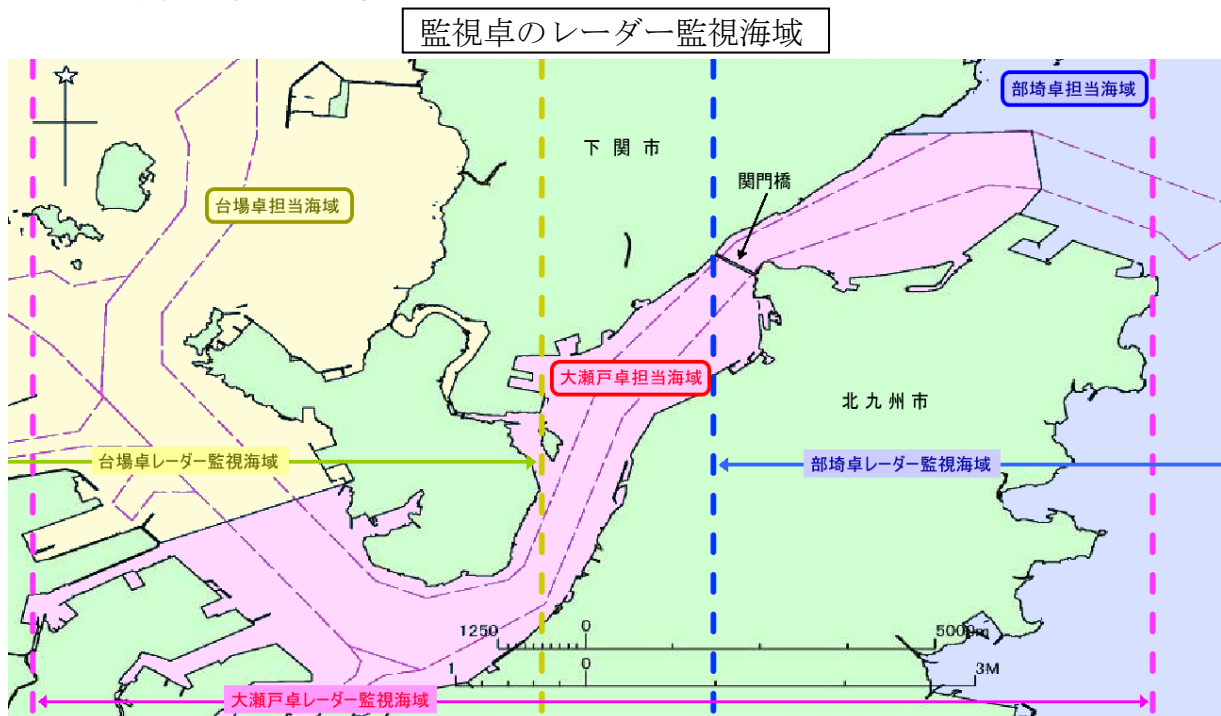 監視卓のレーダー監視海域
部埼卓担当海域
下関市
関門橋
台場卓担当海域
大瀬戸卓担当海域
北九州市
台場卓レーダー監視海域
部埼卓レーダー監視海域
1250 0 5000m
1 0 3M
大瀬戸卓レーダー監視海域